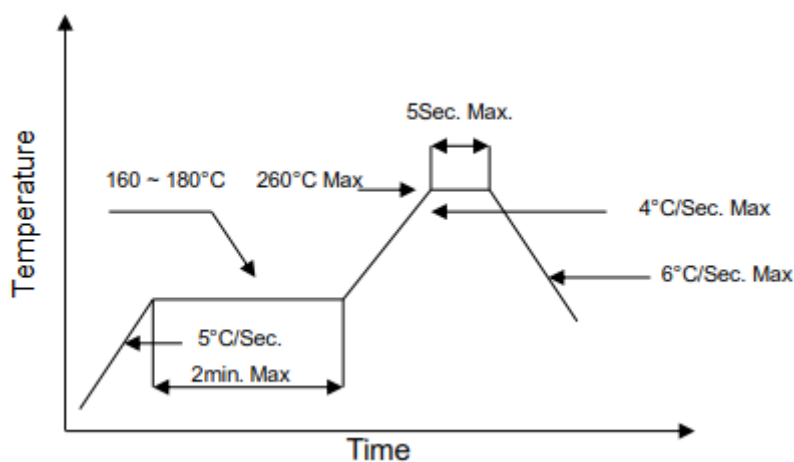 5Sec. Max.
160 ~ 180°C
260°C Max
4°C/Sec. Max
6°C/Sec. Max
5°C/Sec.
2min. Max
Temperature
Time